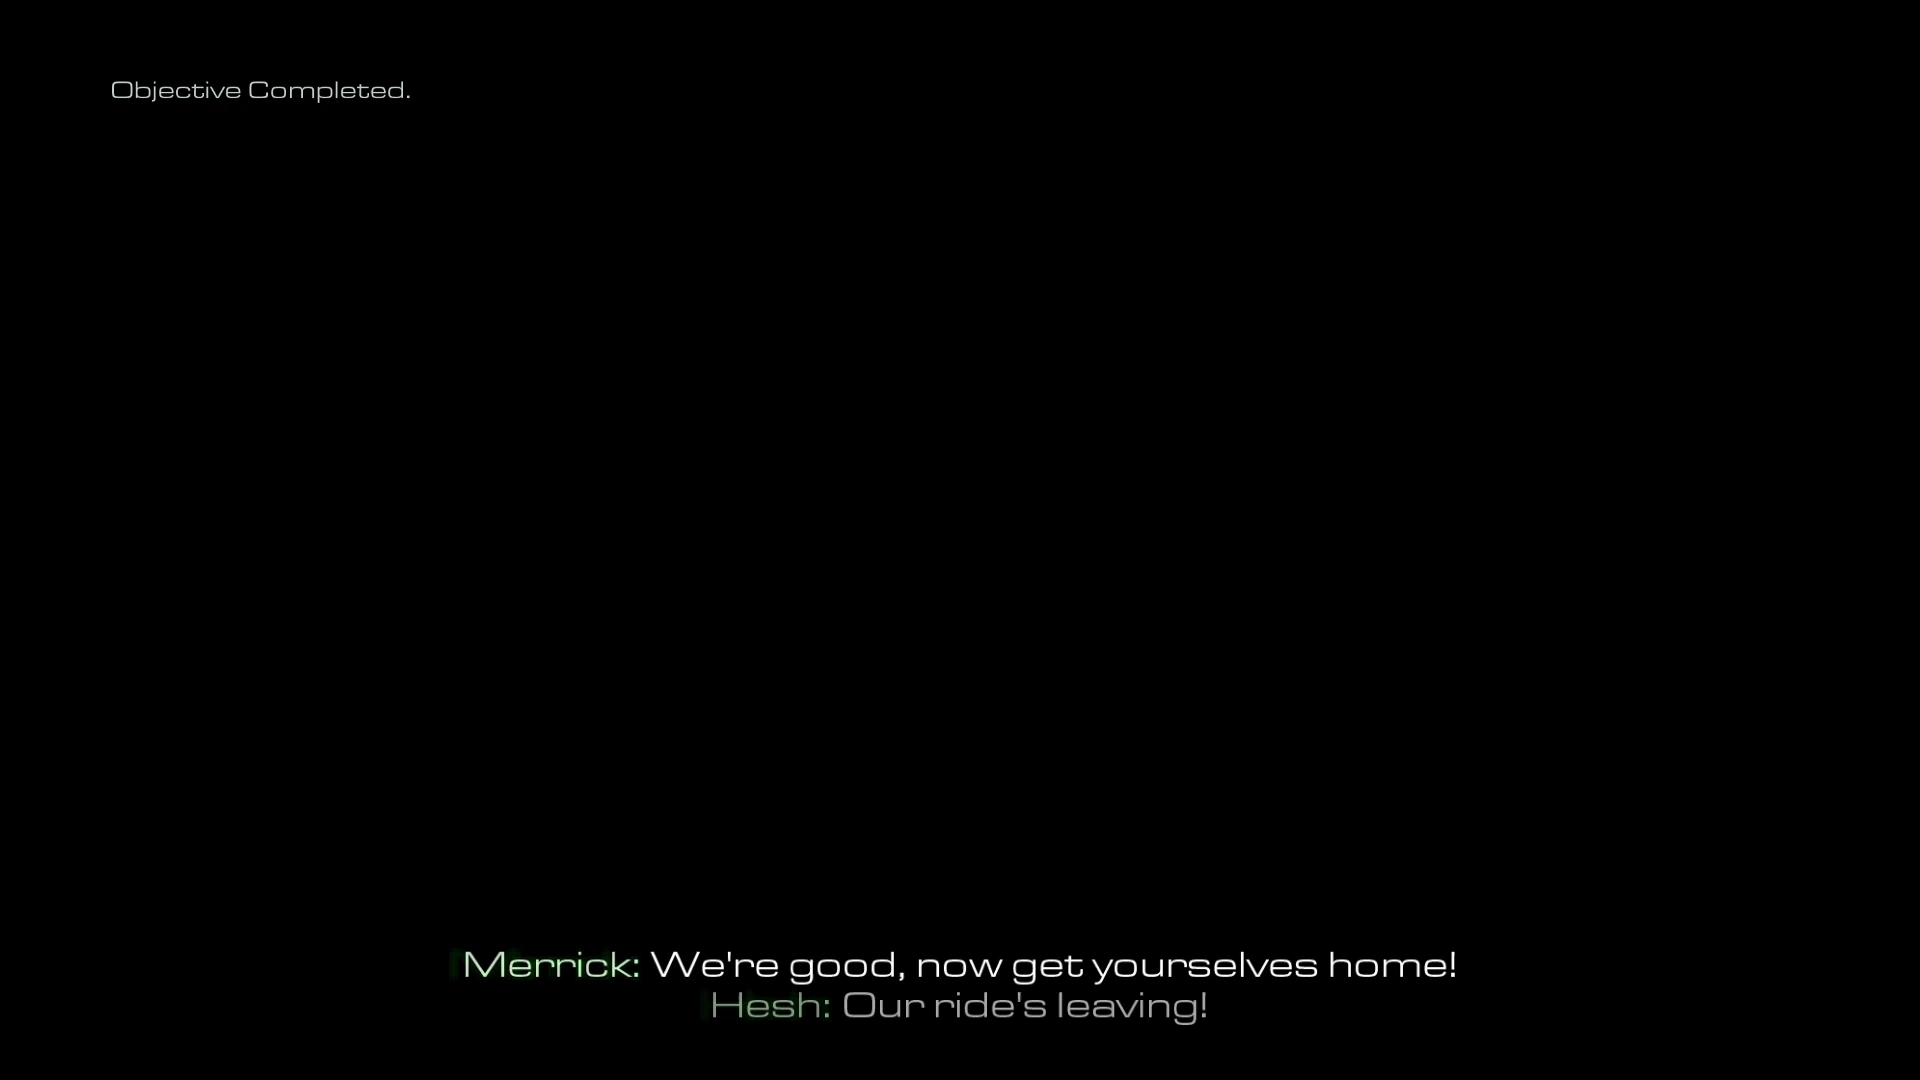 Objective Completed.
Merrick: We're good, now get yourselves home!
Hesh: Our ride's leaving!